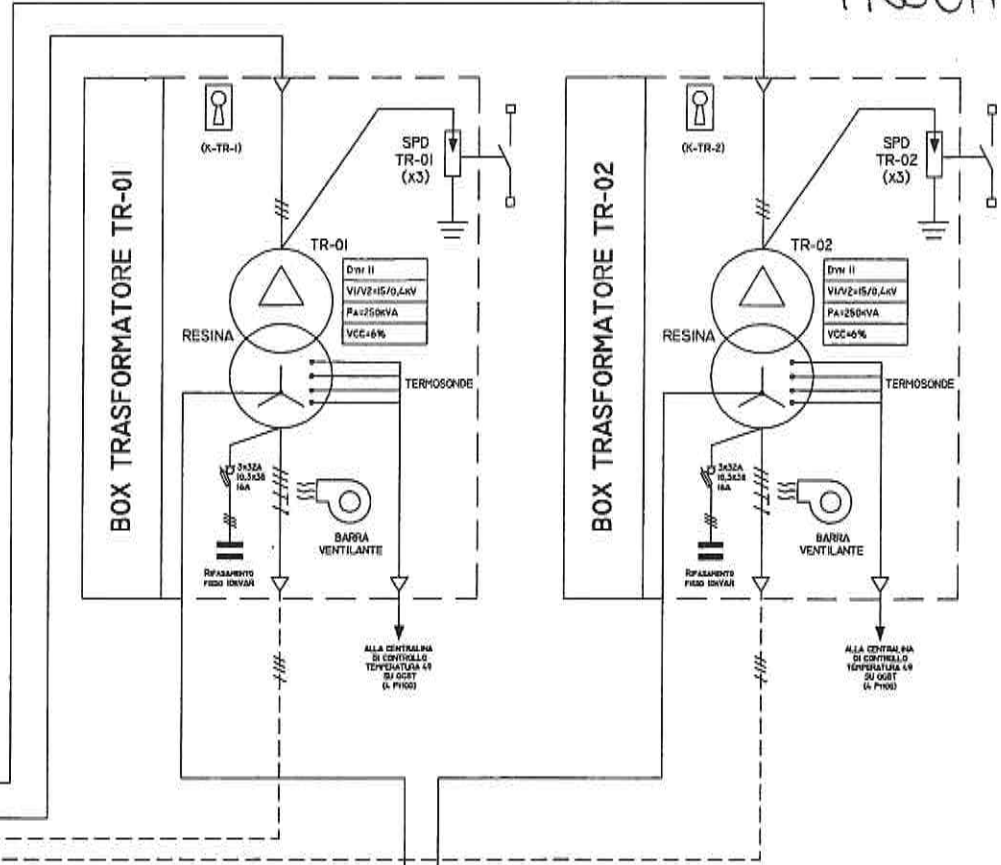 (K-TR-1)
SPD
TR-01
(x3)
BOX TRASFORMATORE TR-01
TR-01
DYN 11
V1/V2=15/0,4KV
PA=250KVA
VCC=6%
RESINA
TERMOSONDE
3X32A
10,3X38
16A
BARRA
VENTILANTE
RIFASAMENTO
FISSO 10KVAR
ALLA CENTRALINA
DI CONTROLLO
TEMPERATURA 49
SU QGBT
(4 PT100)
(K-TR-2)
SPD
TR-02
(x3)
BOX TRASFORMATORE TR-02
TR-02
DYN 11
V1/V2=15/0,4KV
PA=250KVA
VCC=6%
RESINA
TERMOSONDE
3X32A
10,3X38
16A
BARRA
VENTILANTE
RIFASAMENTO
FISSO 10KVAR
ALLA CENTRALINA
DI CONTROLLO
TEMPERATURA 49
SU QGBT
(4 PT100)